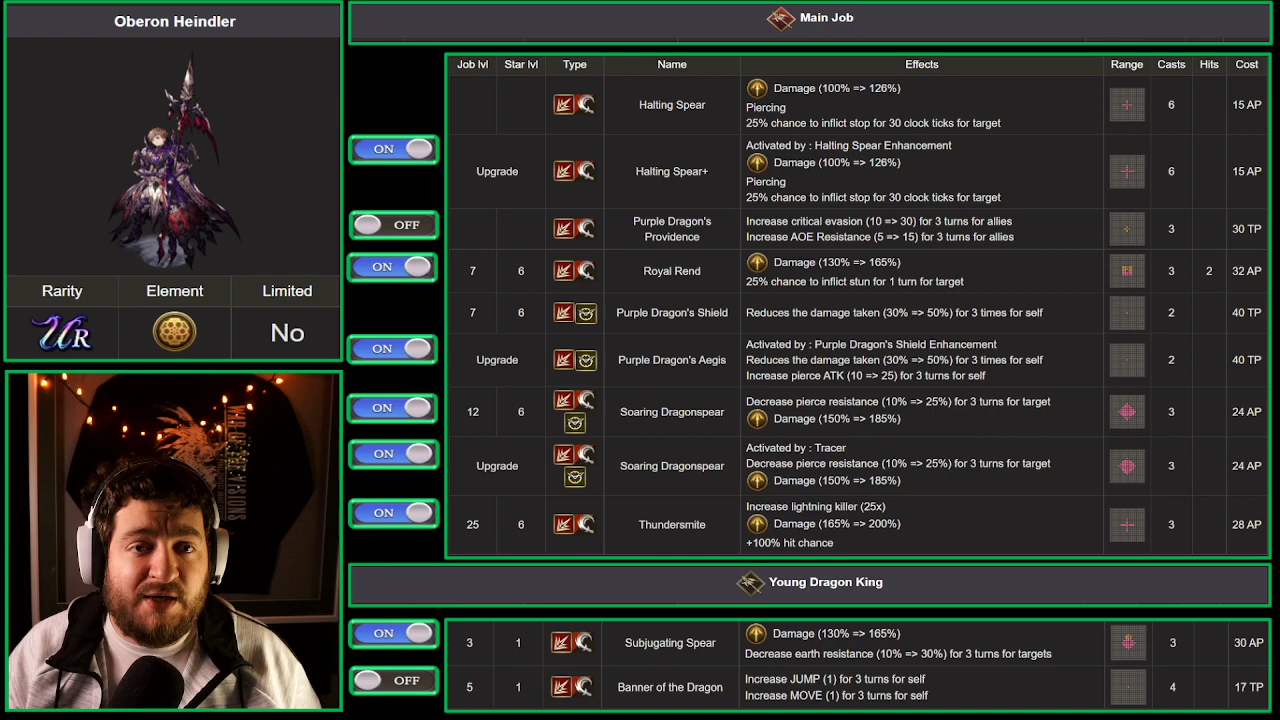 Oberon Heindler
Rarity Element Limited
UR No
WAR OF THE VISIONS
Main Job
Job lvl Star lvl Type Name Effects Range Casts Hits Cost
Halting Spear
Damage (100% => 126%)
Piercing
25% chance to inflict stop for 30 clock ticks for target
6 15 AP
ON
Upgrade Halting Spear+
Activated by : Halting Spear Enhancement
Damage (100% => 126%)
Piercing
25% chance to inflict stop for 30 clock ticks for target
6 15 AP
OFF
Purple Dragon's
Providence
Increase critical evasion (10 => 30) for 3 turns for allies
Increase AOE Resistance (5 => 15) for 3 turns for allies
3 30 TP
ON
7 6 Royal Rend
Damage (130% => 165%)
25% chance to inflict stun for 1 turn for target
3 2 32 AP
7 6 Purple Dragon's Shield
Reduces the damage taken (30% => 50%) for 3 times for self
2 40 TP
ON
Upgrade Purple Dragon's Aegis
Activated by : Purple Dragon's Shield Enhancement
Reduces the damage taken (30% => 50%) for 3 times for self
Increase pierce ATK (10 => 25) for 3 turns for self
2 40 TP
ON
12 6 Soaring Dragonspear
Decrease pierce resistance (10% => 25%) for 3 turns for target
Damage (150% => 185%)
3 24 AP
ON
Upgrade Soaring Dragonspear
Activated by : Tracer
Decrease pierce resistance (10% => 25%) for 3 turns for target
Damage (150% => 185%)
3 24 AP
ON
25 6 Thundersmite
Increase lightning killer (25x)
Damage (165% => 200%)
+100% hit chance
3 28 AP
Young Dragon King
ON
3 1 Subjugating Spear
Damage (130% => 165%)
Decrease earth resistance (10% => 30%) for 3 turns for targets
3 30 AP
OFF
5 1 Banner of the Dragon
Increase JUMP (1) for 3 turns for self
Increase MOVE (1) for 3 turns for self
4 17 TP